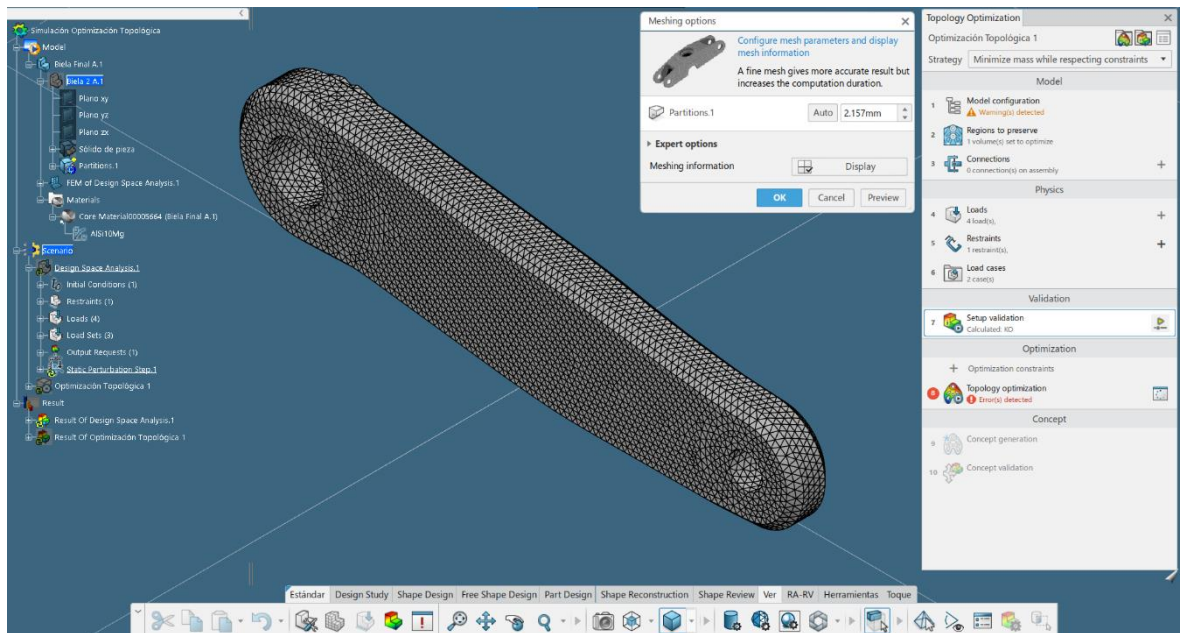 Simulación Optimización Topológica
Model
Biela Final A.1
Biela 2 A.1
Plano xy
Plano yz
Plano zx
Sólido de pieza
Partitions.1
FEM of Design Space Analysis.1
Materials
Core Material00005664 (Biela Final A.1)
AlSi10Mg
Scenario
Design Space Analysis.1
Initial Conditions (1)
Restraints (1)
Loads (4)
Load Sets (3)
Output Requests (1)
Static Perturbation Step.1
Optimización Topológica 1
Result
Result Of Design Space Analysis.1
Result Of Optimización Topológica 1
Meshing options
Configure mesh parameters and display
mesh information
A fine mesh gives more accurate result but
increases the computation duration.
Partitions.1 Auto 2.157mm
Expert options
Meshing information Display
OK Cancel Preview
Topology Optimization
Optimización Topológica 1
Strategy Minimize mass while respecting constraints
Model
1 Model configuration
Warning(s) detected
2 Regions to preserve
1 volume(s) set to optimize
3 Connections
0 connection(s) on assembly
Physics
4 Loads
4 load(s),
5 Restraints
1 restraint(s),
6 Load cases
2 case(s)
Validation
7 Setup validation
Calculated: KO
Optimization
Optimization constraints
8 Topology optimization
Error(s) detected
Concept
9 Concept generation
10 Concept validation
Estándar Design Study Shape Design Free Shape Design Part Design Shape Reconstruction Shape Review Ver RA-RV Herramientas Toque